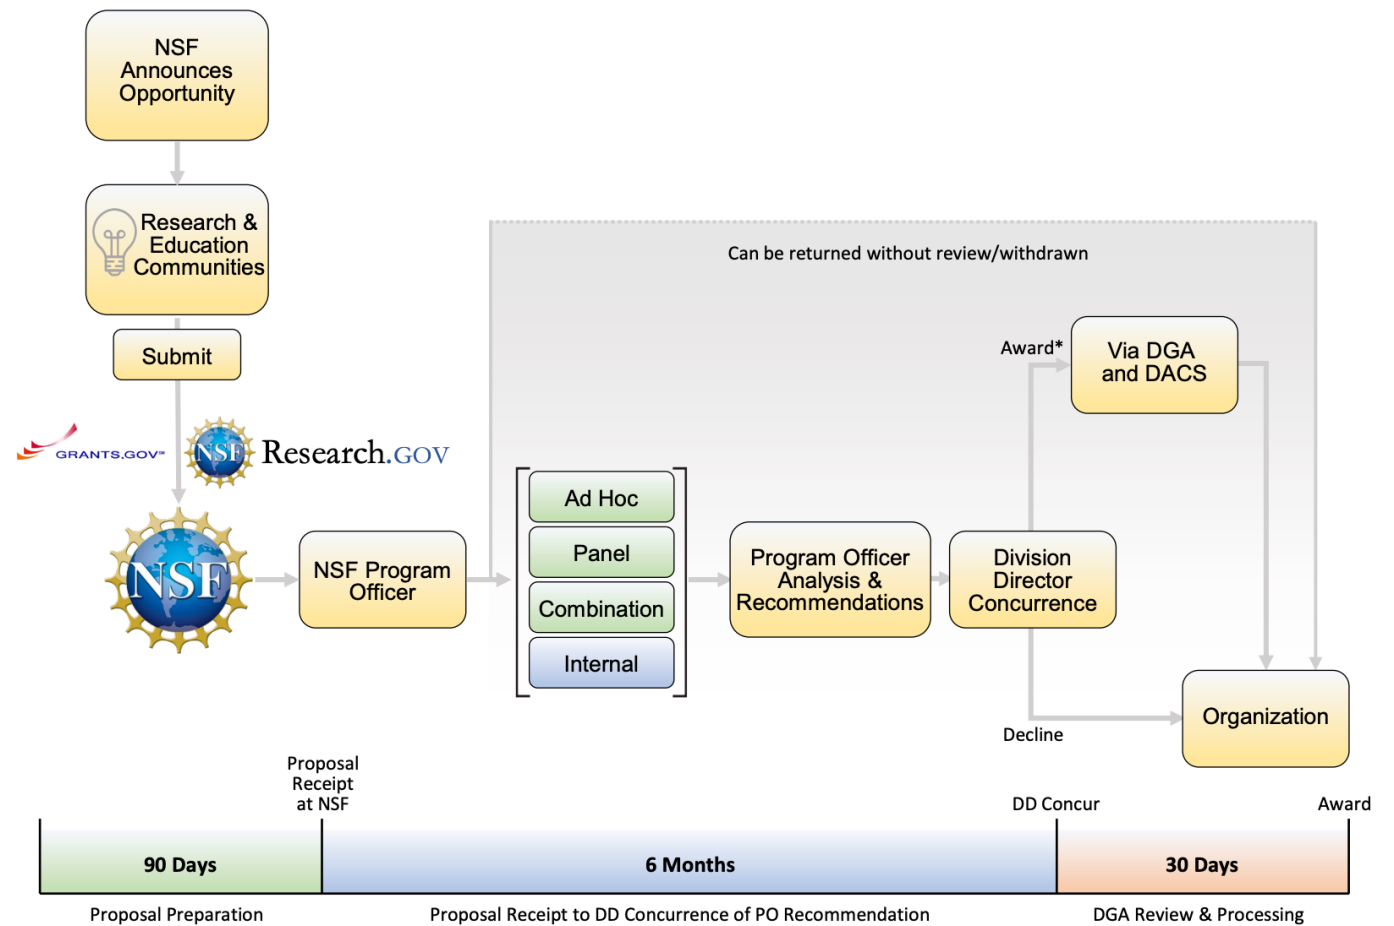 NSF
Announces
Opportunity
Research &
Education
Communities
Submit
GRANTS.GOV℠
NSF
Research.GOV
NSF
NSF Program
Officer
Can be returned without review/withdrawn
Ad Hoc
Panel
Combination
Internal
Program Officer
Analysis &
Recommendations
Division
Director
Concurrence
Award*
Via DGA
and DACS
Decline
Organization
Proposal
Receipt
at NSF
DD Concur
Award
90 Days
6 Months
30 Days
Proposal Preparation
Proposal Receipt to DD Concurrence of PO Recommendation
DGA Review & Processing